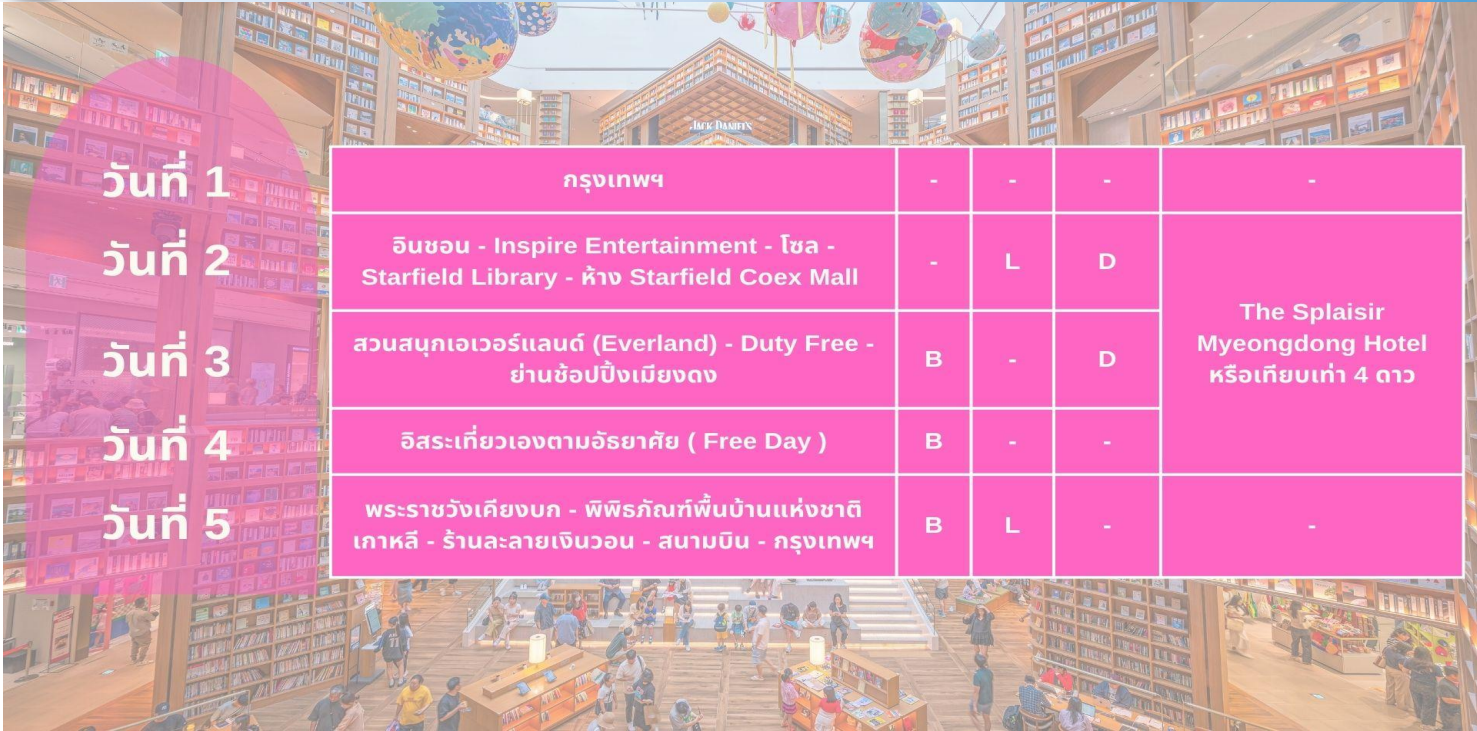 JACK DANIEL'S
วันที่ 1
กรุงเทพฯ
-
-
-
-
วันที่ 2
อินชอน - Inspire Entertainment - โซล -
Starfield Library - ห้าง Starfield Coex Mall
-
L
D
The Splaisir
Myeongdong Hotel
หรือเทียบเท่า 4 ดาว
วันที่ 3
สวนสนุกเอเวอร์แลนด์ (Everland) - Duty Free -
ย่านช้อปปิ้งเมียงดง
B
-
D
วันที่ 4
อิสระเที่ยวเองตามอัธยาศัย ( Free Day )
B
-
-
วันที่ 5
พระราชวังเคียงบก - พิพิธภัณฑ์พื้นบ้านแห่งชาติ
เกาหลี - ร้านละลายเงินวอน - สนามบิน - กรุงเทพฯ
B
L
-
-